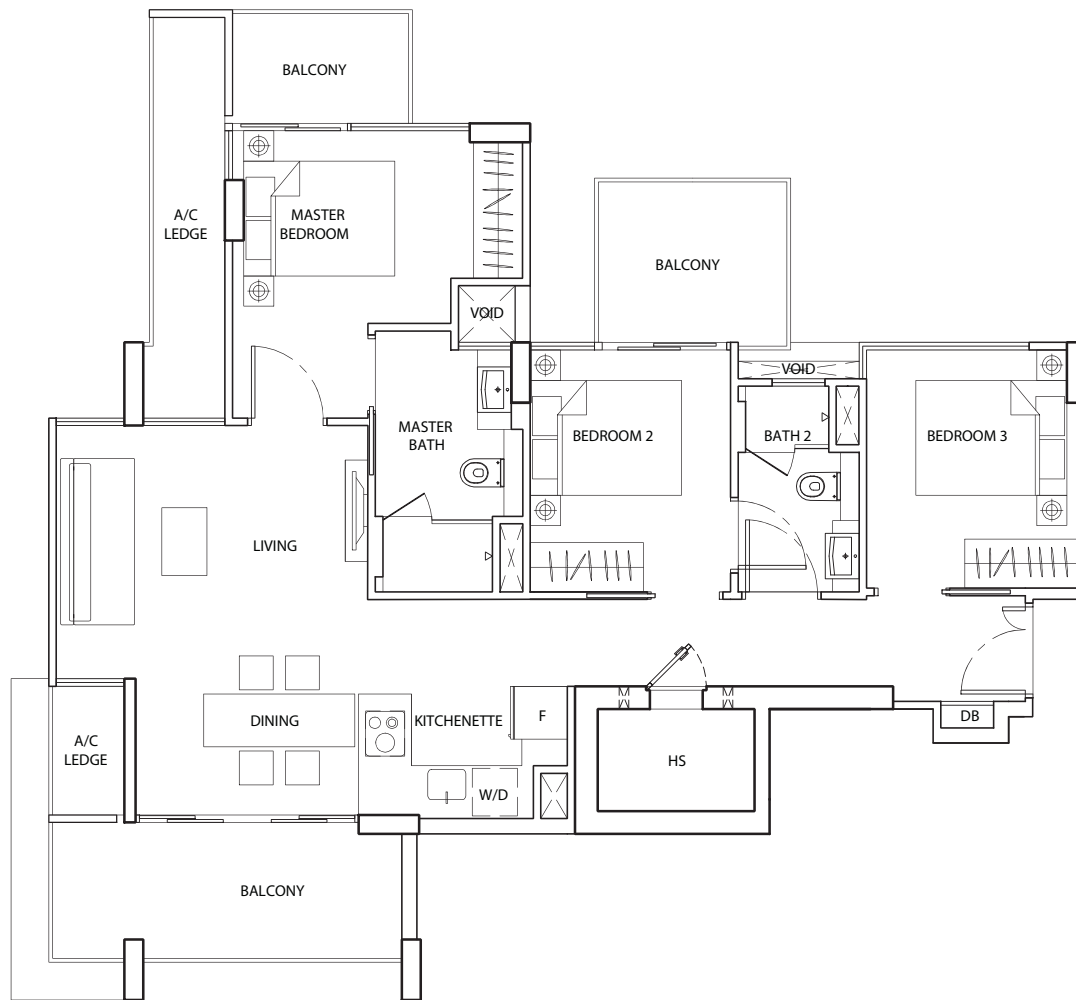 BALCONY
A/C
LEDGE
MASTER
BEDROOM
BALCONY
VOID
VOID
MASTER
BATH
BEDROOM 2
BATH 2
BEDROOM 3
LIVING
DINING
KITCHENETTE
F
DB
A/C
LEDGE
HS
W/D
BALCONY